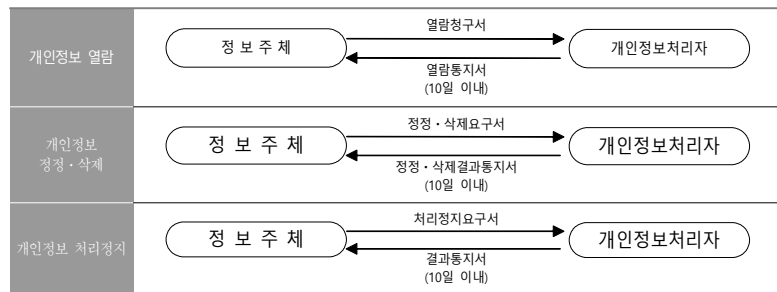 개인정보 열람
정 보 주 체
열람청구서
열람통지서
(10일 이내)
개인정보처리자
개인정보
정정・삭제
정 보 주 체
정정・삭제요구서
정정・삭제결과통지서
(10일 이내)
개인정보처리자
개인정보 처리정지
정 보 주 체
처리정지요구서
결과통지서
(10일 이내)
개인정보처리자